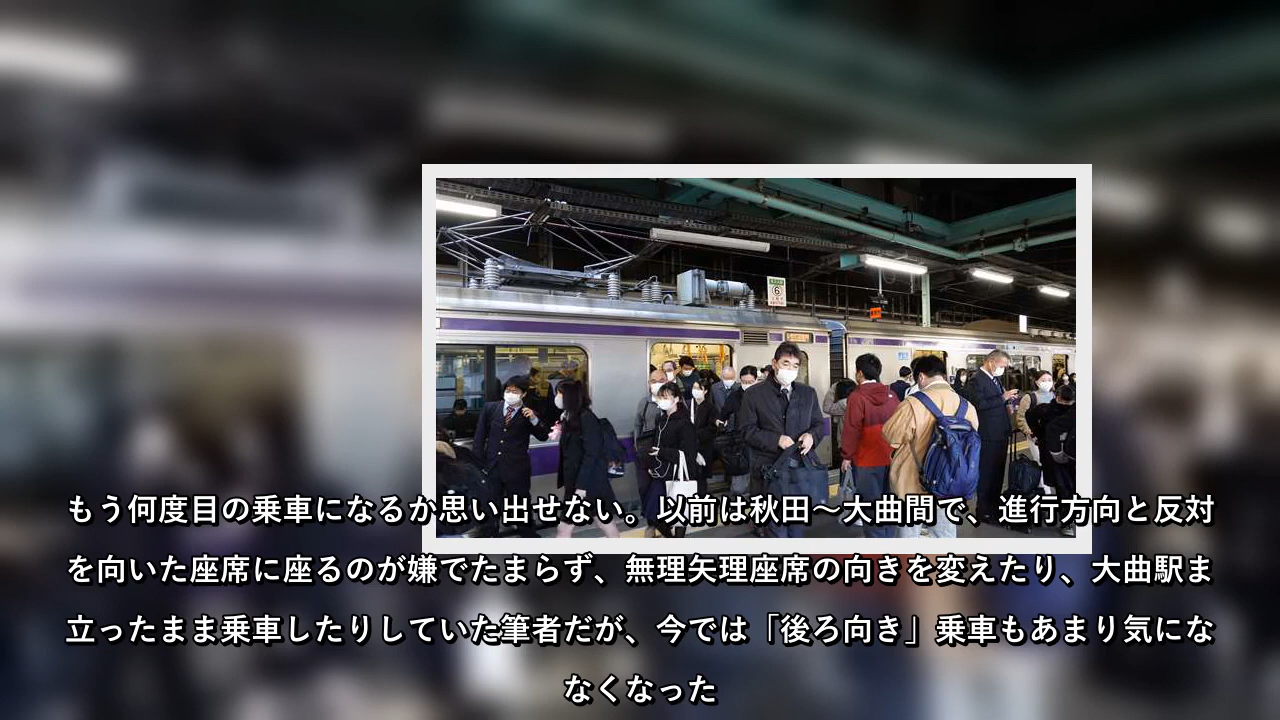 6
もう何度目の乗車になるか思い出せない。以前は秋田〜大曲間で、進行方向と反対
を向いた座席に座るのが嫌でたまらず、無理矢理座席の向きを変えたり、大曲駅ま
立ったまま乗車したりしていた筆者だが、今では「後ろ向き」乗車もあまり気にな
なくなった